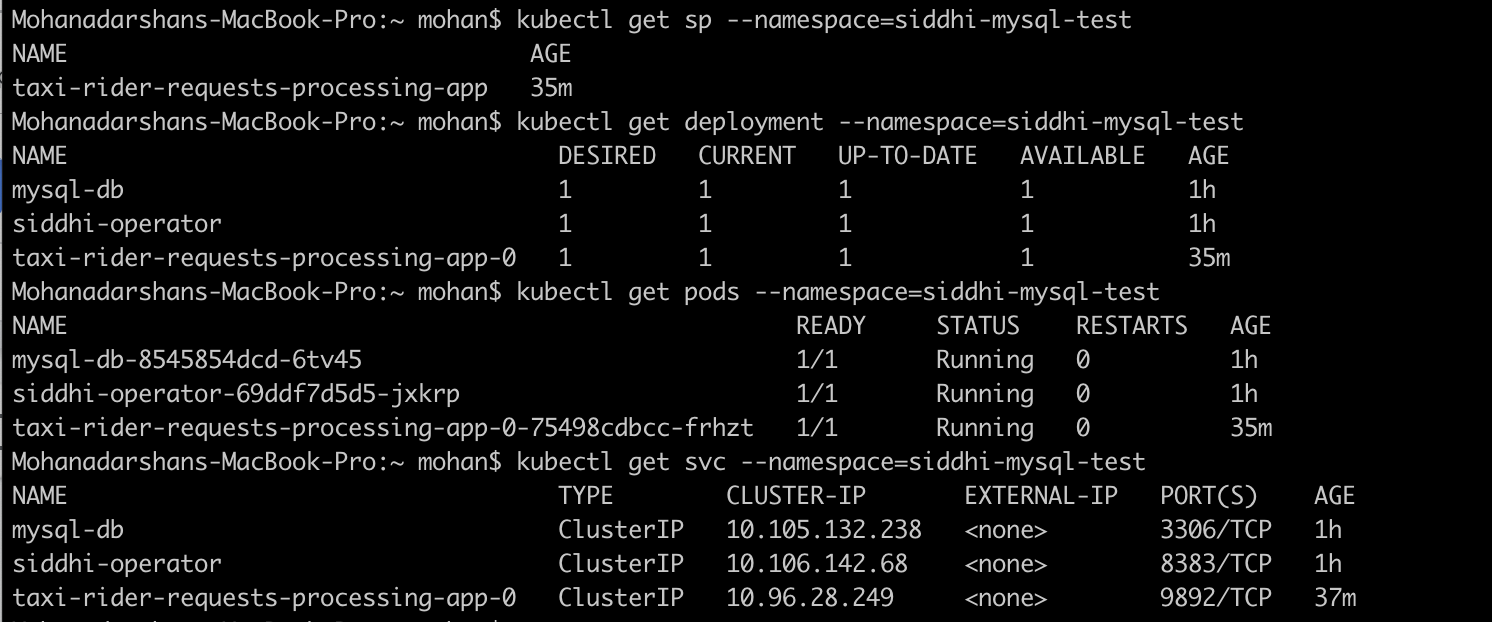 Mohanadarshans-MacBook-Pro:~ mohan$ kubectl get sp --namespace=siddhi-mysql-test
NAME AGE
taxi-rider-requests-processing-app 35m
Mohanadarshans-MacBook-Pro:~ mohan$ kubectl get deployment --namespace=siddhi-mysql-test
NAME DESIRED CURRENT UP-TO-DATE AVAILABLE AGE
mysql-db 1 1 1 1 1h
siddhi-operator 1 1 1 1 1h
taxi-rider-requests-processing-app-0 1 1 1 1 35m
Mohanadarshans-MacBook-Pro:~ mohan$ kubectl get pods --namespace=siddhi-mysql-test
NAME READY STATUS RESTARTS AGE
mysql-db-8545854dcd-6tv45 1/1 Running 0 1h
siddhi-operator-69ddf7d5d5-jxkrp 1/1 Running 0 1h
taxi-rider-requests-processing-app-0-75498cdbcc-frhzt 1/1 Running 0 35m
Mohanadarshans-MacBook-Pro:~ mohan$ kubectl get svc --namespace=siddhi-mysql-test
NAME TYPE CLUSTER-IP EXTERNAL-IP PORT(S) AGE
mysql-db ClusterIP 10.105.132.238 <none> 3306/TCP 1h
siddhi-operator ClusterIP 10.106.142.68 <none> 8383/TCP 1h
taxi-rider-requests-processing-app-0 ClusterIP 10.96.28.249 <none> 9892/TCP 37m